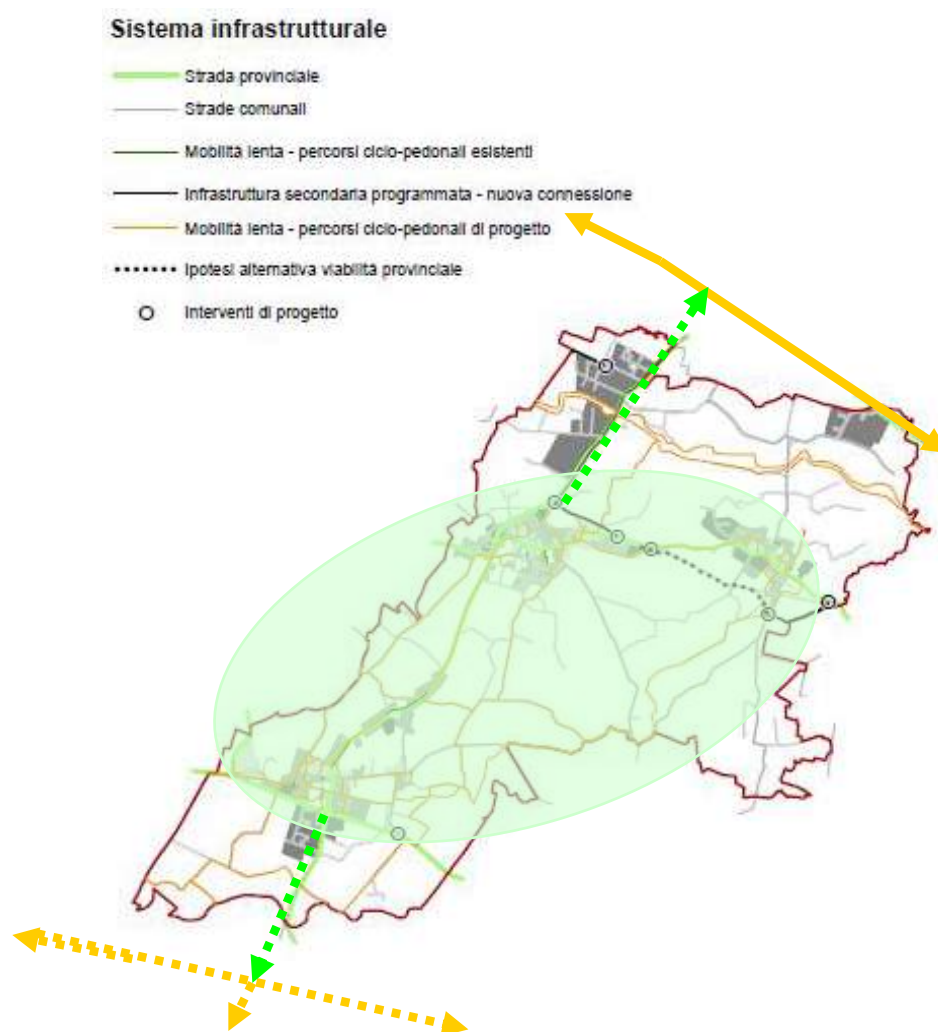 Sistema infrastrutturale
Strada provinciale
Strade comunali
Mobilità lenta - percorsi ciclo-pedonali esistenti
Infrastruttura secondaria programmata - nuova connessione
Mobilità lenta - percorsi ciclo-pedonali di progetto
Ipotesi alternativa viabilità provinciale
Interventi di progetto